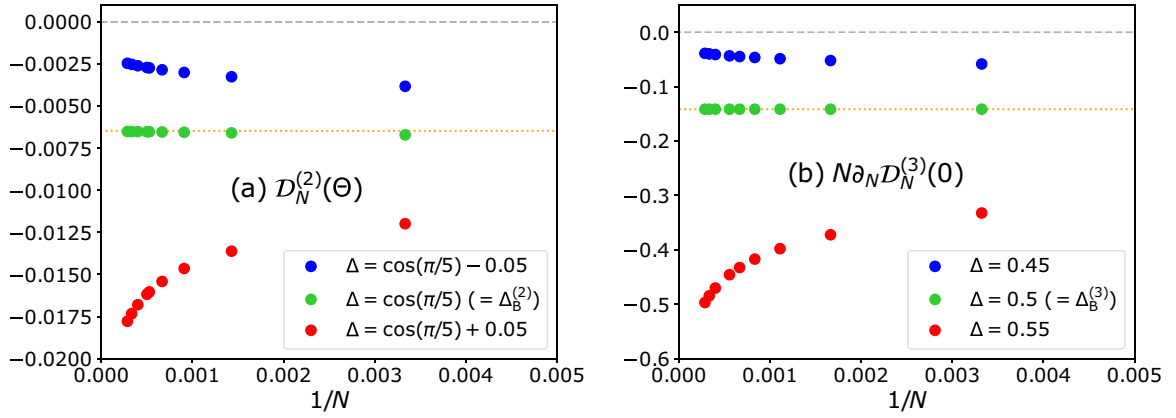 0.0000
−0.0025
−0.0050
−0.0075
−0.0100
−0.0125
−0.0150
−0.0175
−0.0200
(a) 𝒟_N^(2)(Θ)
Δ = cos(π/5) − 0.05
Δ = cos(π/5) (= Δ_B^(2))
Δ = cos(π/5) + 0.05
0.000 0.001 0.002 0.003 0.004 0.005
1/N
0.0
−0.1
−0.2
−0.3
−0.4
−0.5
−0.6
(b) N∂_N𝒟_N^(3)(0)
Δ = 0.45
Δ = 0.5 (= Δ_B^(3))
Δ = 0.55
0.000 0.001 0.002 0.003 0.004 0.005
1/N